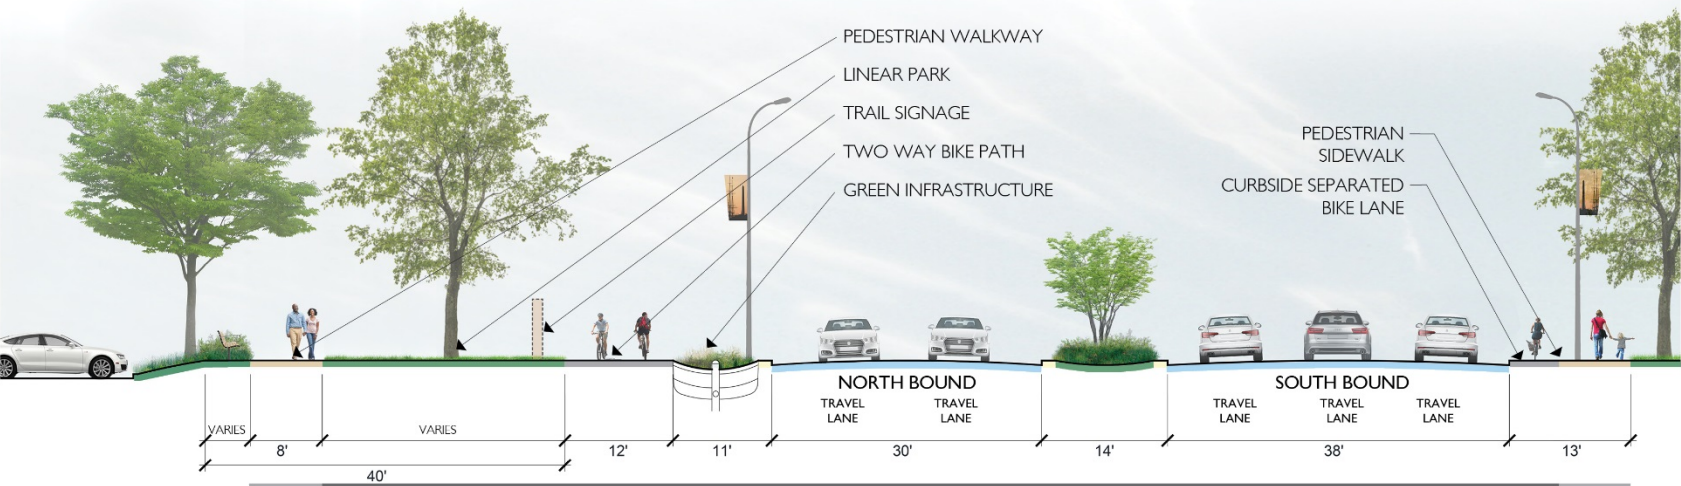 PEDESTRIAN WALKWAY
LINEAR PARK
TRAIL SIGNAGE
TWO WAY BIKE PATH
GREEN INFRASTRUCTURE
PEDESTRIAN
SIDEWALK
CURBSIDE SEPARATED
BIKE LANE
NORTH BOUND
SOUTH BOUND
TRAVEL
LANE
TRAVEL
LANE
TRAVEL
LANE
TRAVEL
LANE
TRAVEL
LANE
VARIES
VARIES
8'
12'
11'
30'
14'
38'
13'
40'